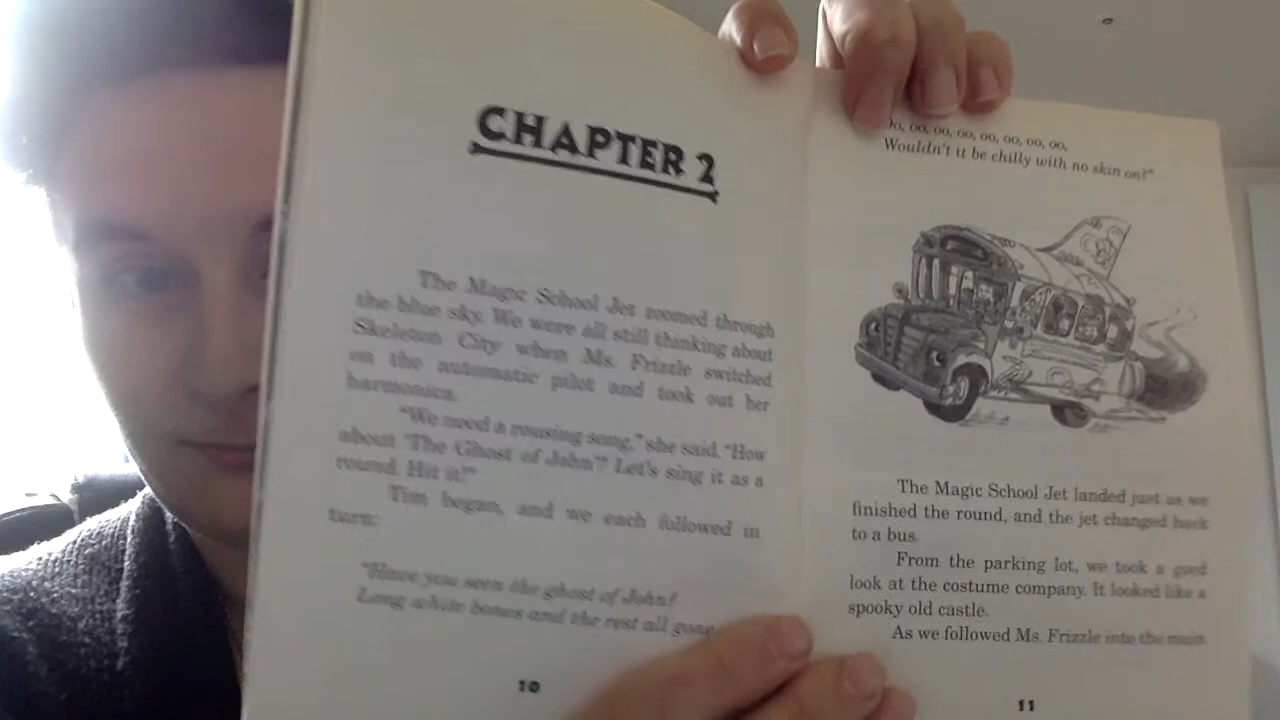 CHAPTER 2
The Magic School Jet zoomed through
the blue sky. We were all still thinking about
Skeleton City when Ms. Frizzle switched
on the automatic pilot and took out her
harmonica.
"We need a rousing song," she said. "How
about 'The Ghost of John'? Let's sing it as a
round. Hit it!"
Tim began, and we each followed in
turn:
"Have you seen the ghost of John?
Long white bones and the rest all gone,
10
Oo, oo, oo, oo, oo, oo, oo, oo,
Wouldn't it be chilly with no skin on?"
The Magic School Jet landed just as we
finished the round, and the jet changed back
to a bus.
From the parking lot, we took a good
look at the costume company. It looked like a
spooky old castle.
As we followed Ms. Frizzle into the main
11